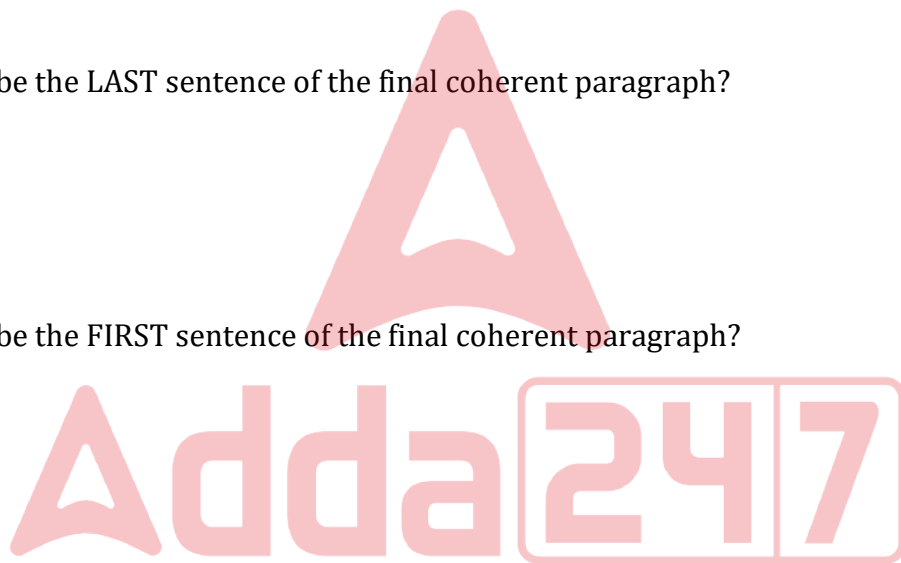 be the LAST sentence of the final coherent paragraph?
be the FIRST sentence of the final coherent paragraph?
Adda247